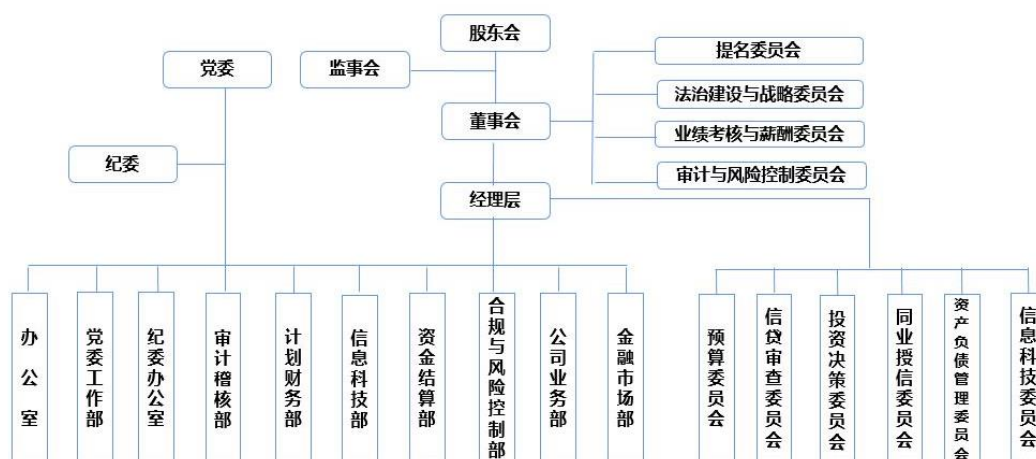 股东会
党委
监事会
提名委员会
法治建设与战略委员会
董事会
业绩考核与薪酬委员会
纪委
审计与风险控制委员会
经理层
办公室
党委工作部
纪委办公室
审计稽核部
计划财务部
信息科技部
资金结算部
合规与风险控制部
公司业务部
金融市场部
预算委员会
信贷审查委员会
投资决策委员会
同业授信委员会
资产负债管理委员会
信息科技委员会